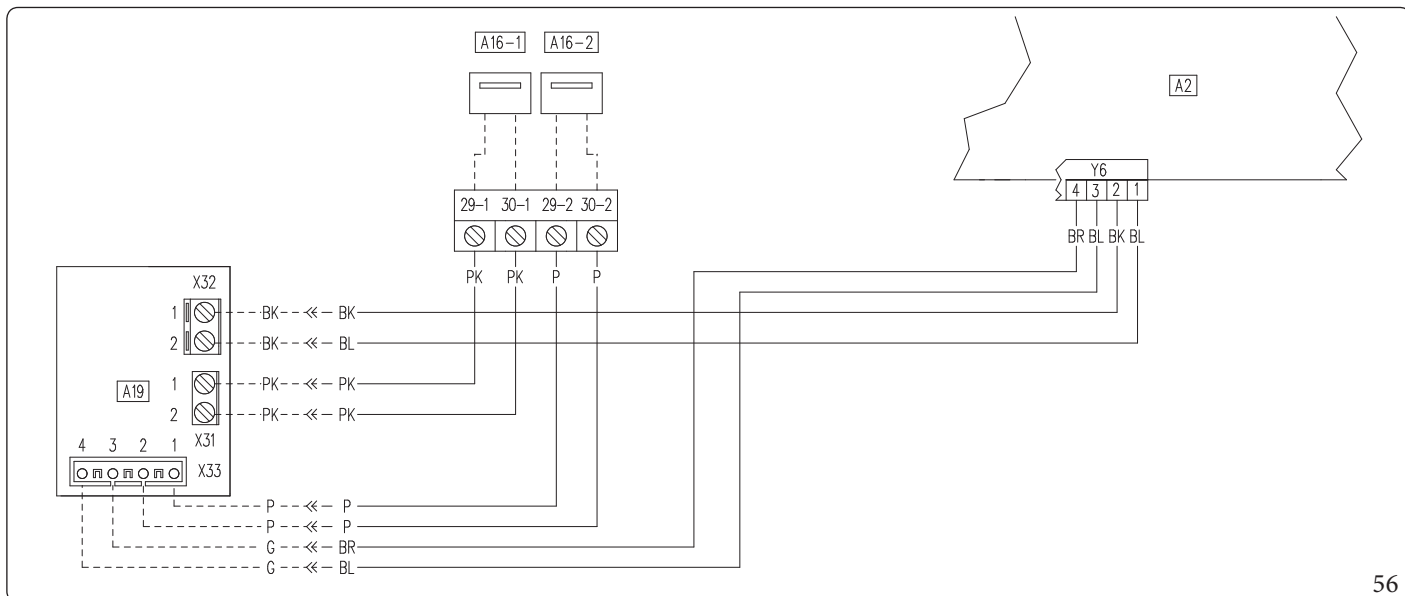 A16-1 A16-2
A2
Y6
4 3 2 1
29-1 30-1 29-2 30-2
BR BL BK BL
PK PK P P
X32
1 BK BK
2 BK BL
A19
1 PK PK
2 PK PK
X31
4 3 2 1
X33
P P
P P
G BR
G BL
56